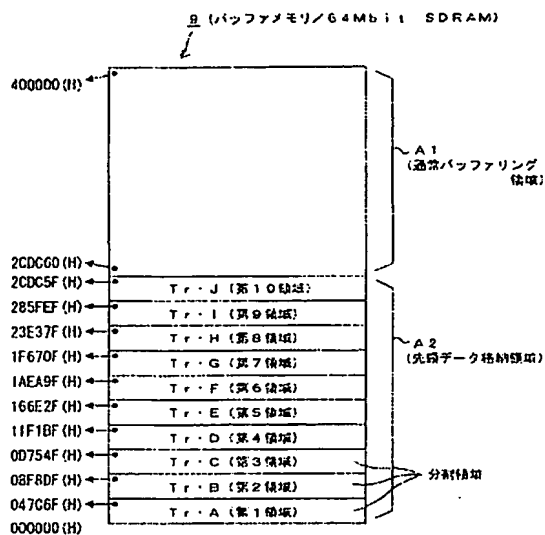 9 (バッファメモリ/64Mbit SDRAM)
400000(H)
A1
(通常バッファリング
領域)
2CDC60(H)
2CDC5F(H)
Tr・J (第10領域)
285FEF(H)
Tr・I (第9領域)
23E37F(H)
Tr・H (第8領域)
A2
(先頭データ格納領域)
1F670F(H)
Tr・G (第7領域)
1AEA9F(H)
Tr・F (第6領域)
166E2F(H)
Tr・E (第5領域)
11F1BF(H)
Tr・D (第4領域)
0D754F(H)
Tr・C (第3領域)
分割領域
08F8DF(H)
Tr・B (第2領域)
047C6F(H)
Tr・A (第1領域)
000000(H)